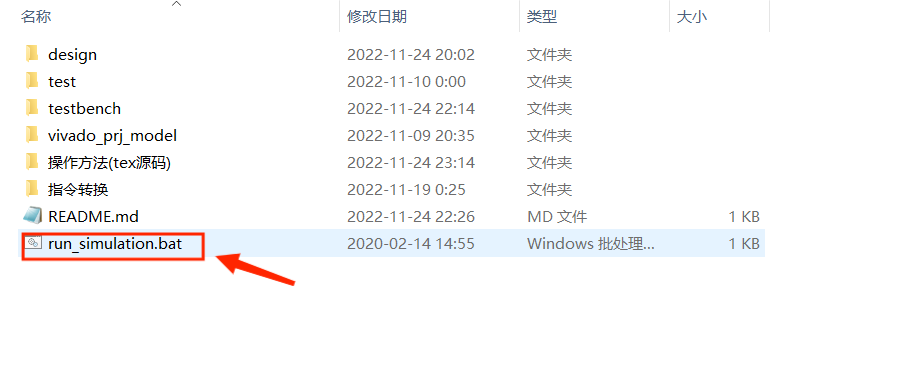 名称 修改日期 类型 大小
design 2022-11-24 20:02 文件夹
test 2022-11-10 0:00 文件夹
testbench 2022-11-24 22:14 文件夹
vivado_prj_model 2022-11-09 20:35 文件夹
操作方法(tex源码) 2022-11-24 23:14 文件夹
指令转换 2022-11-19 0:25 文件夹
README.md 2022-11-24 22:26 MD 文件 1 KB
run_simulation.bat 2020-02-14 14:55 Windows 批处理... 1 KB